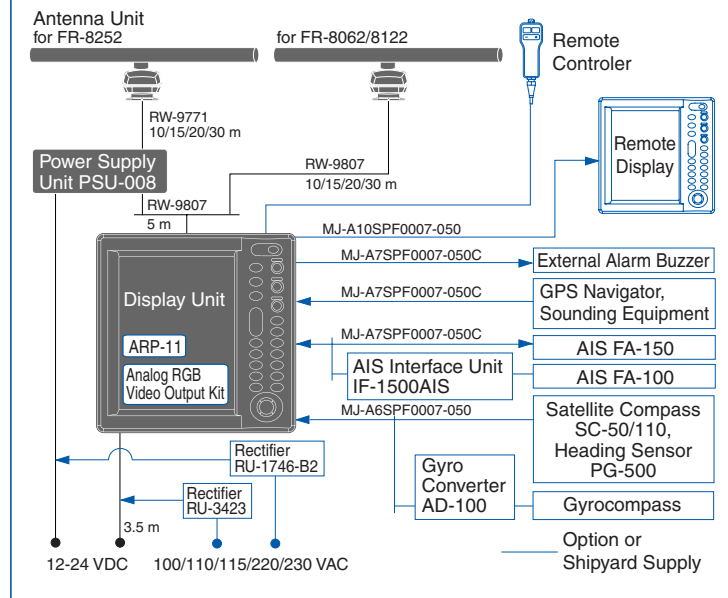 Antenna Unit
for FR-8252
for FR-8062/8122
Remote
Controler
RW-9771
10/15/20/30 m
Remote
Display
Power Supply
Unit PSU-008
RW-9807
10/15/20/30 m
RW-9807
5 m
MJ-A10SPF0007-050
MJ-A7SPF0007-050C
External Alarm Buzzer
Display Unit
MJ-A7SPF0007-050C
GPS Navigator,
Sounding Equipment
ARP-11
MJ-A7SPF0007-050C
AIS FA-150
Analog RGB
Video Output Kit
AIS Interface Unit
IF-1500AIS
AIS FA-100
MJ-A6SPF0007-050
Satellite Compass
SC-50/110,
Heading Sensor
PG-500
Rectifier
RU-1746-B2
Gyro
Converter
AD-100
Rectifier
RU-3423
Gyrocompass
3.5 m
Option or
Shipyard Supply
12-24 VDC
100/110/115/220/230 VAC